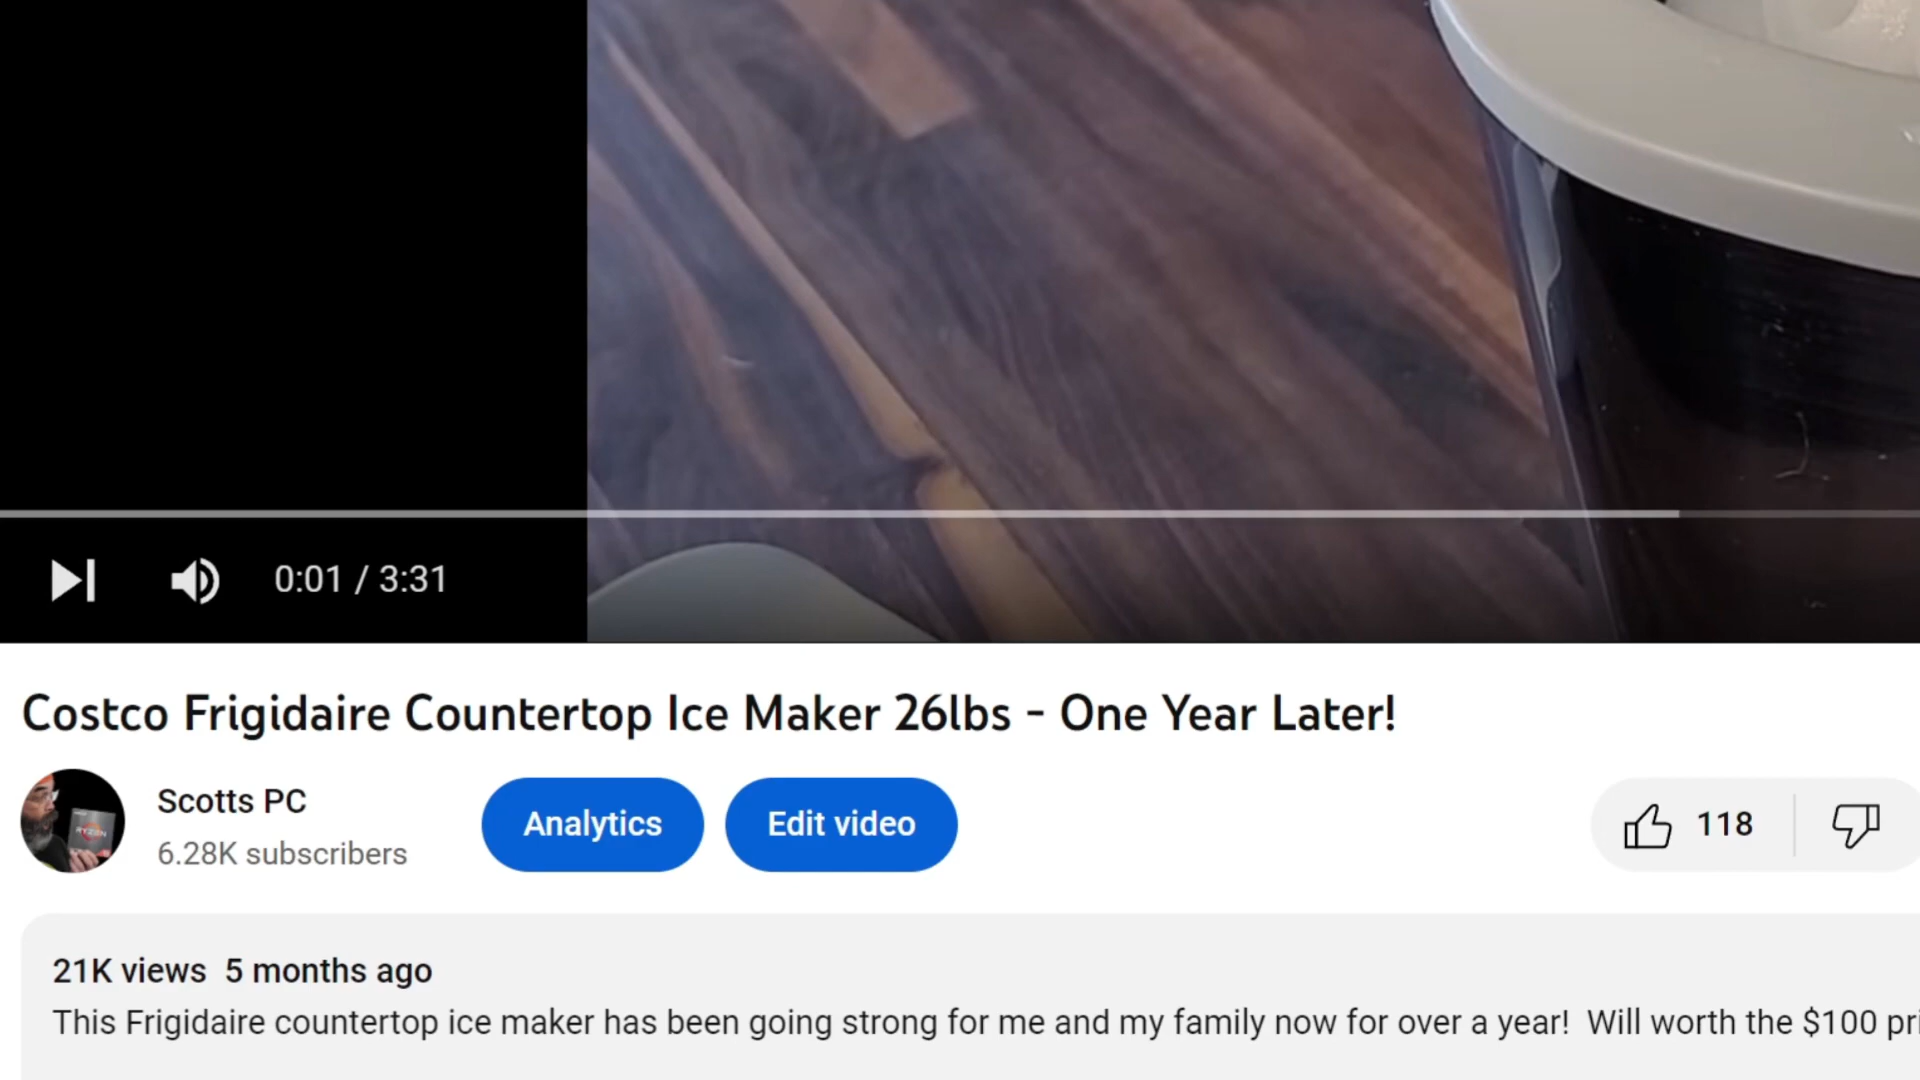 0:01 / 3:31
Costco Frigidaire Countertop Ice Maker 26lbs - One Year Later!
Scotts PC
6.28K subscribers
Analytics
Edit video
118
RYZEN
21K views 5 months ago
This Frigidaire countertop ice maker has been going strong for me and my family now for over a year! Will worth the $100 pri